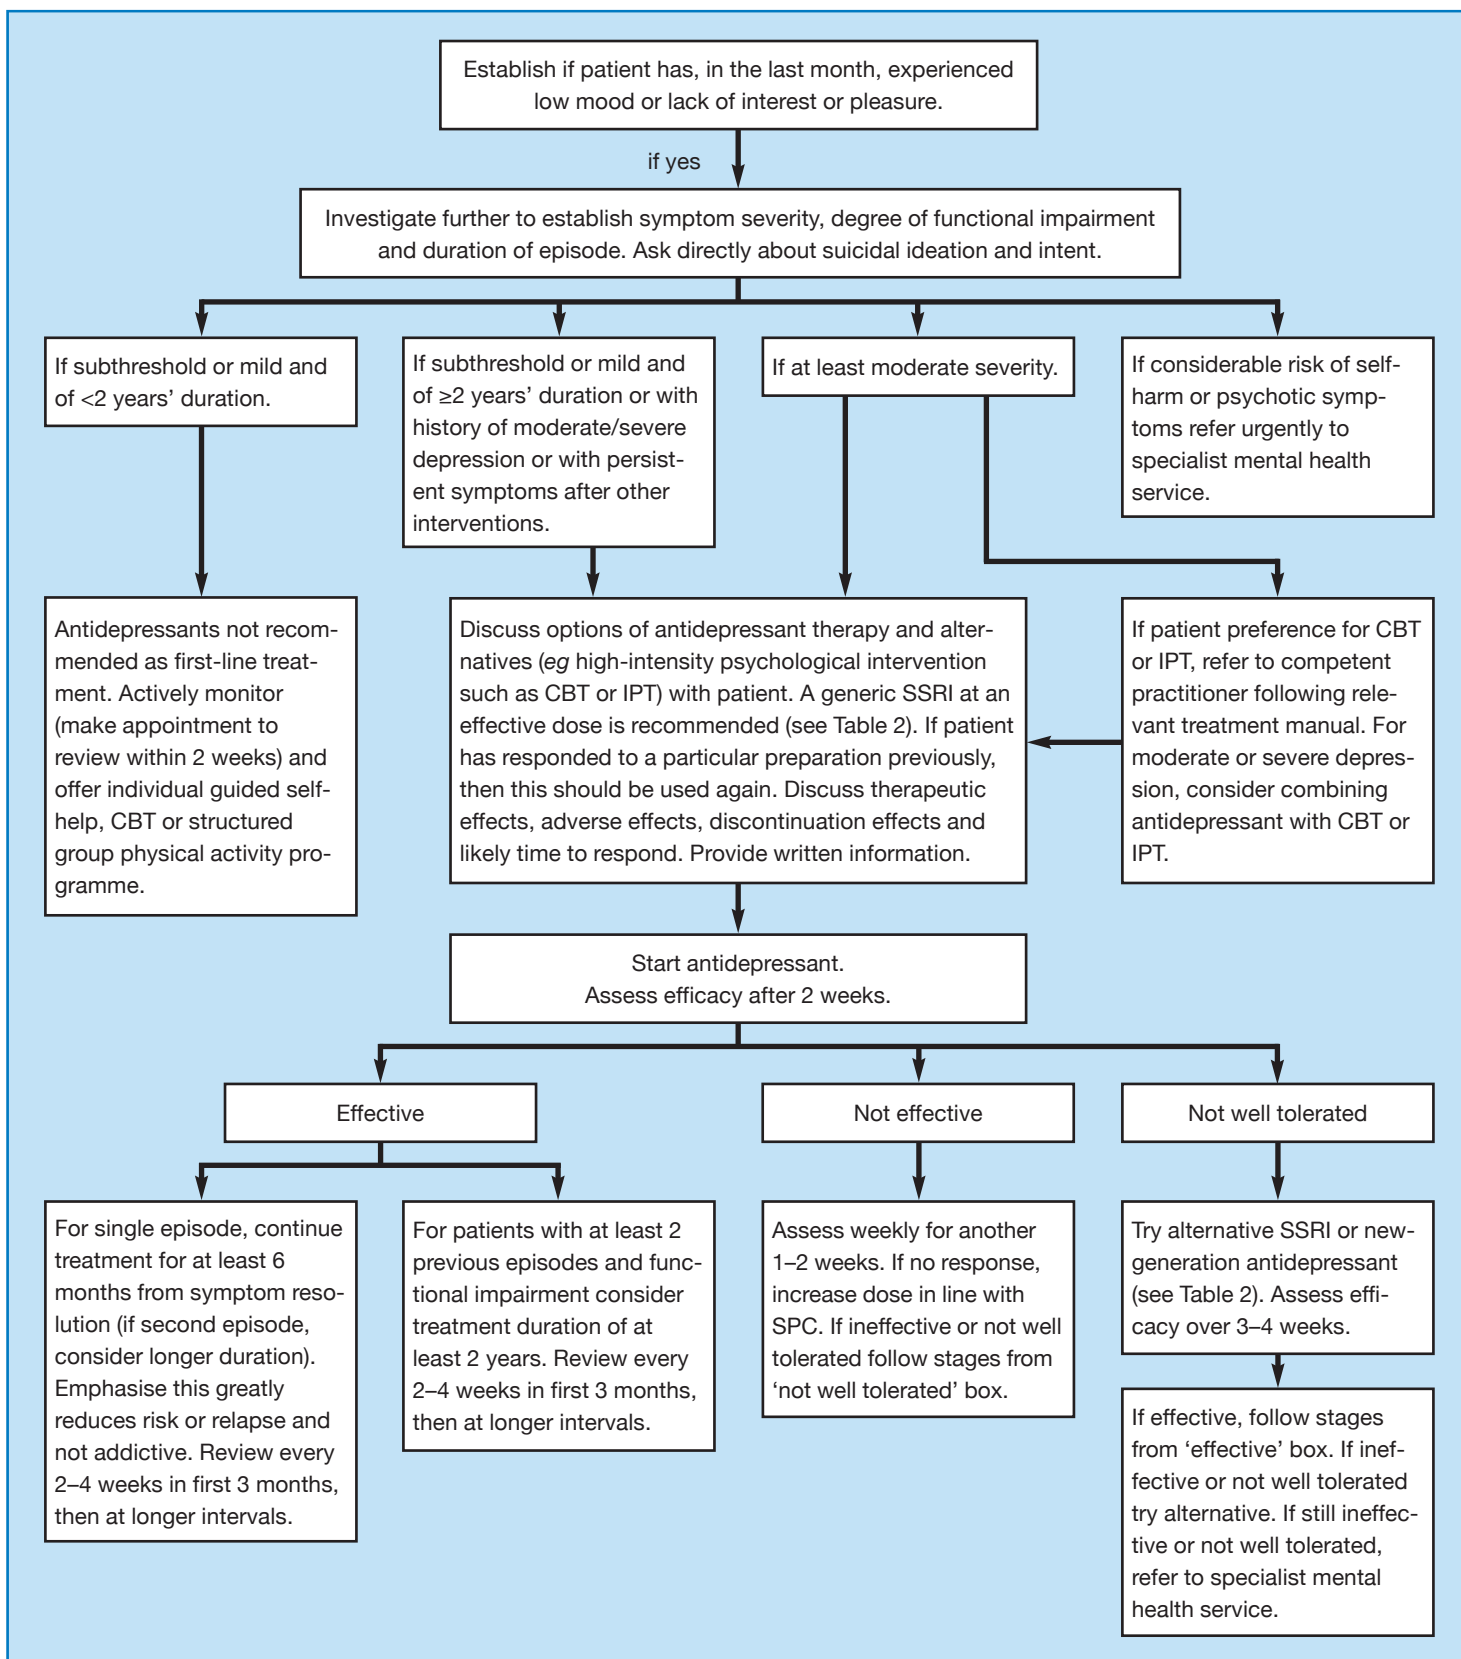 Establish if patient has, in the last month, experienced
low mood or lack of interest or pleasure.
if yes
Investigate further to establish symptom severity, degree of functional impairment
and duration of episode. Ask directly about suicidal ideation and intent.
If subthreshold or mild and
of <2 years’ duration.
If subthreshold or mild and
of ≥2 years’ duration or with
history of moderate/severe
depression or with persist-
ent symptoms after other
interventions.
If at least moderate severity.
If considerable risk of self-
harm or psychotic symp-
toms refer urgently to
specialist mental health
service.
Antidepressants not recom-
mended as first-line treat-
ment. Actively monitor
(make appointment to
review within 2 weeks) and
offer individual guided self-
help, CBT or structured
group physical activity pro-
gramme.
Discuss options of antidepressant therapy and alter-
natives (eg high-intensity psychological intervention
such as CBT or IPT) with patient. A generic SSRI at an
effective dose is recommended (see Table 2). If patient
has responded to a particular preparation previously,
then this should be used again. Discuss therapeutic
effects, adverse effects, discontinuation effects and
likely time to respond. Provide written information.
If patient preference for CBT
or IPT, refer to competent
practitioner following rele-
vant treatment manual. For
moderate or severe depres-
sion, consider combining
antidepressant with CBT or
IPT.
Start antidepressant.
Assess efficacy after 2 weeks.
Effective
Not effective
Not well tolerated
For single episode, continue
treatment for at least 6
months from symptom reso-
lution (if second episode,
consider longer duration).
Emphasise this greatly
reduces risk or relapse and
not addictive. Review every
2–4 weeks in first 3 months,
then at longer intervals.
For patients with at least 2
previous episodes and func-
tional impairment consider
treatment duration of at
least 2 years. Review every
2–4 weeks in first 3 months,
then at longer intervals.
Assess weekly for another
1–2 weeks. If no response,
increase dose in line with
SPC. If ineffective or not well
tolerated follow stages from
‘not well tolerated’ box.
Try alternative SSRI or new-
generation antidepressant
(see Table 2). Assess effi-
cacy over 3–4 weeks.
If effective, follow stages
from ‘effective’ box. If inef-
fective or not well tolerated
try alternative. If still ineffec-
tive or not well tolerated,
refer to specialist mental
health service.